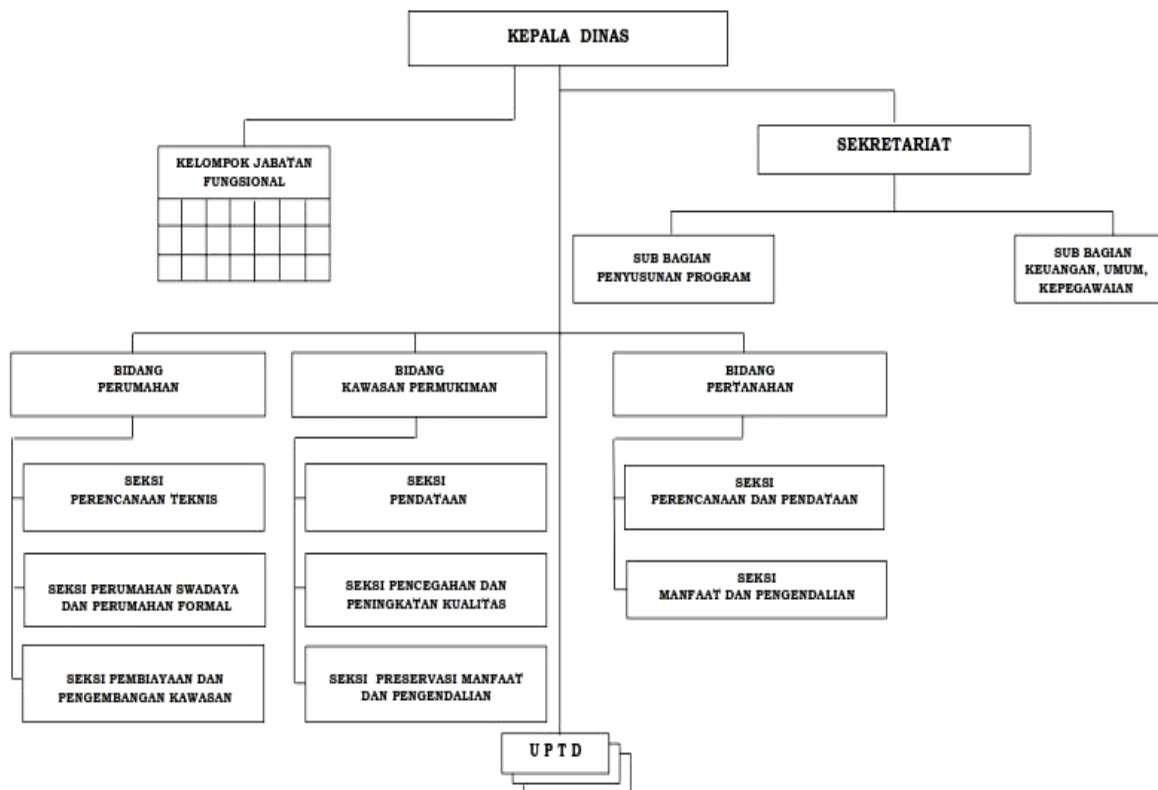 KEPALA DINAS
SEKRETARIAT
KELOMPOK JABATAN
FUNGSIONAL
SUB BAGIAN
PENYUSUNAN PROGRAM
SUB BAGIAN
KEUANGAN, UMUM,
KEPEGAWAIAN
BIDANG
PERUMAHAN
BIDANG
KAWASAN PERMUKIMAN
BIDANG
PERTANAHAN
SEKSI
PERENCANAAN TEKNIS
SEKSI
PENDATAAN
SEKSI
PERENCANAAN DAN PENDATAAN
SEKSI PERUMAHAN SWADAYA
DAN PERUMAHAN FORMAL
SEKSI PENCEGAHAN DAN
PENINGKATAN KUALITAS
SEKSI
MANFAAT DAN PENGENDALIAN
SEKSI PEMBIAYAAN DAN
PENGEMBANGAN KAWASAN
SEKSI PRESERVASI MANFAAT
DAN PENGENDALIAN
U P T D